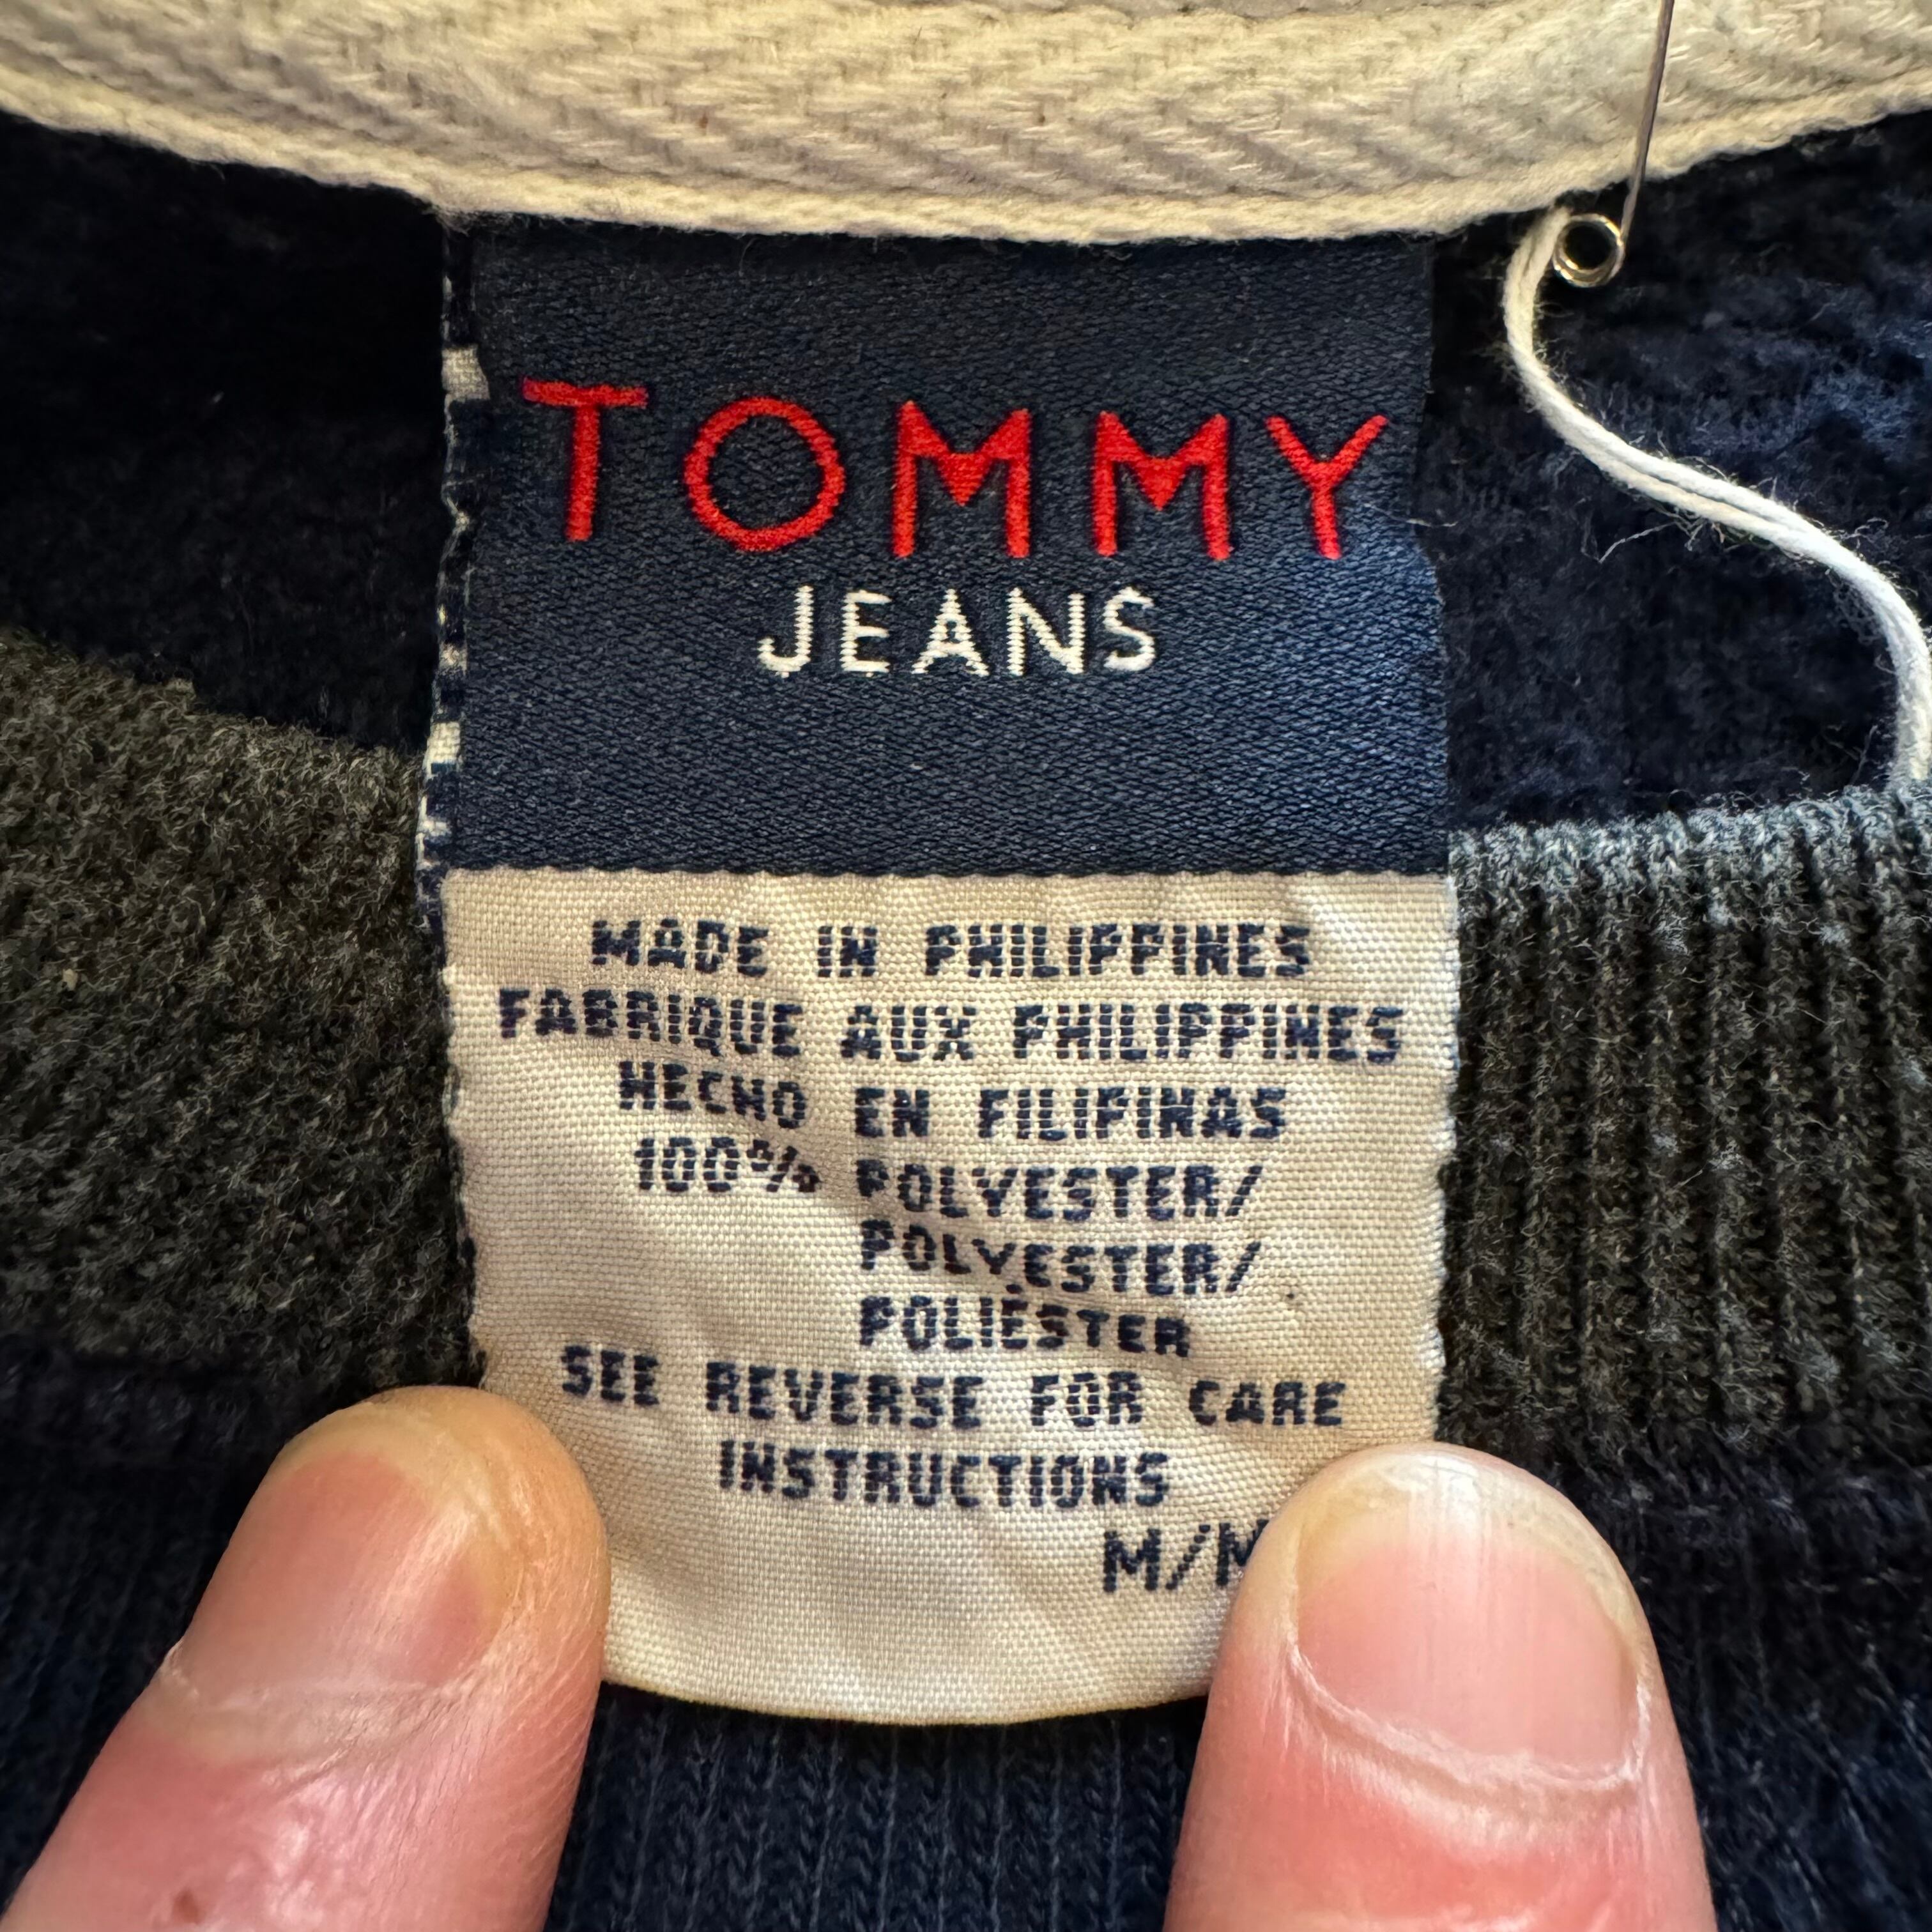 TOMMY
JEANS
MADE IN PHILIPPINES
FABRIQUE AUX PHILIPPINES
HECHO EN FILIPINAS
100% POLYESTER/
POLYESTER/
POLIÉSTER
SEE REVERSE FOR CARE
INSTRUCTIONS
M/M